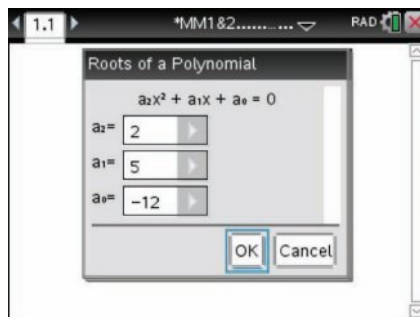 1.1 *MM1&2........... RAD
Roots of a Polynomial
a₂x² + a₁x + a₀ = 0
a₂= 2
a₁= 5
a₀= −12
OK Cancel